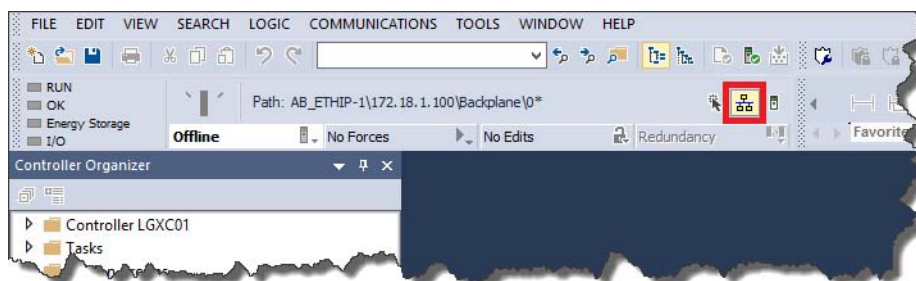 FILE EDIT VIEW SEARCH LOGIC COMMUNICATIONS TOOLS WINDOW HELP
RUN
OK
Energy Storage
I/O
Path: AB_ETHIP-1\172.18.1.100\Backplane\0*
Offline No Forces No Edits Redundancy
Favorite
Controller Organizer
Controller LGXC01
Tasks